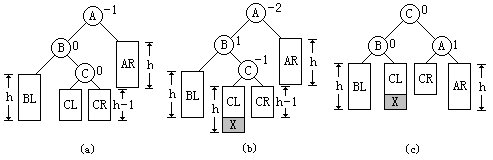 A -1
B 0
C 0
BL
CL
CR
AR
h
h
h-1
(a)
A -2
B 1
C -1
BL
CL
CR
AR
X
h
h
h
h-1
(b)
C 0
B 0
A 1
BL
CL
CR
AR
X
h
h
(c)